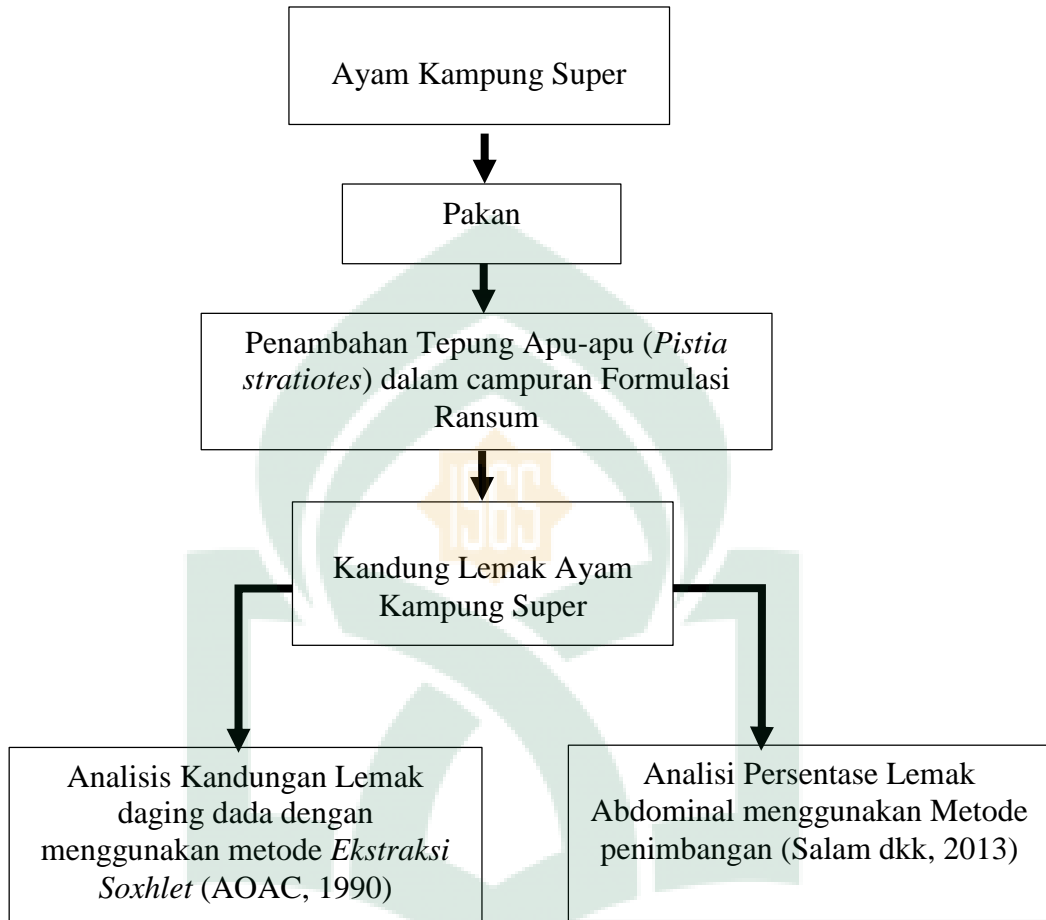 Ayam Kampung Super
Pakan
Penambahan Tepung Apu-apu (Pistia
stratiotes) dalam campuran Formulasi
Ransum
1965
Kandung Lemak Ayam
Kampung Super
Analisis Kandungan Lemak
daging dada dengan
menggunakan metode Ekstraksi
Soxhlet (AOAC, 1990)
Analisi Persentase Lemak
Abdominal menggunakan Metode
penimbangan (Salam dkk, 2013)